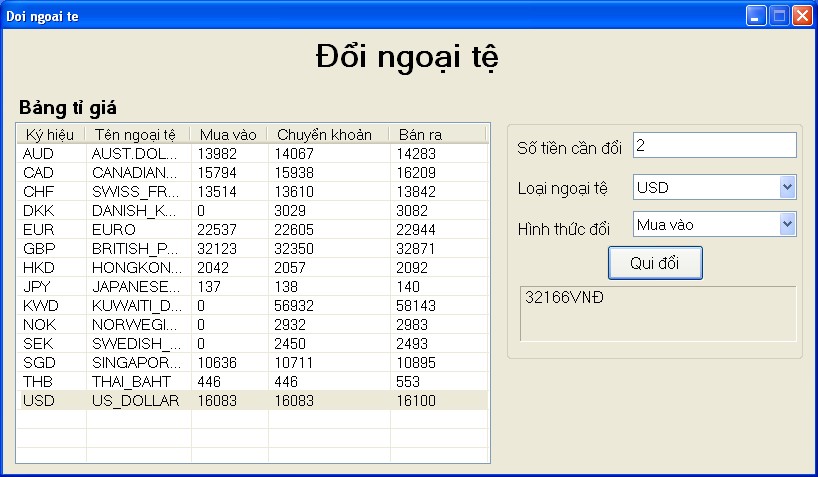 Doi ngoai te
Đổi ngoại tệ
Bảng tỉ giá
Ký hiệu Tên ngoại tệ Mua vào Chuyển khoản Bán ra
AUD AUST.DOL... 13982 14067 14283
CAD CANADIAN... 15794 15938 16209
CHF SWISS_FR... 13514 13610 13842
DKK DANISH_K... 0 3029 3082
EUR EURO 22537 22605 22944
GBP BRITISH_P... 32123 32350 32871
HKD HONGKON... 2042 2057 2092
JPY JAPANESE... 137 138 140
KWD KUWAITI_D... 0 56932 58143
NOK NORWEGI... 0 2932 2983
SEK SWEDISH_... 0 2450 2493
SGD SINGAPOR... 10636 10711 10895
THB THAI_BAHT 446 446 553
USD US_DOLLAR 16083 16083 16100
Số tiền cần đổi 2
Loại ngoại tệ USD
Hình thức đổi Mua vào
Qui đổi
32166VNĐ